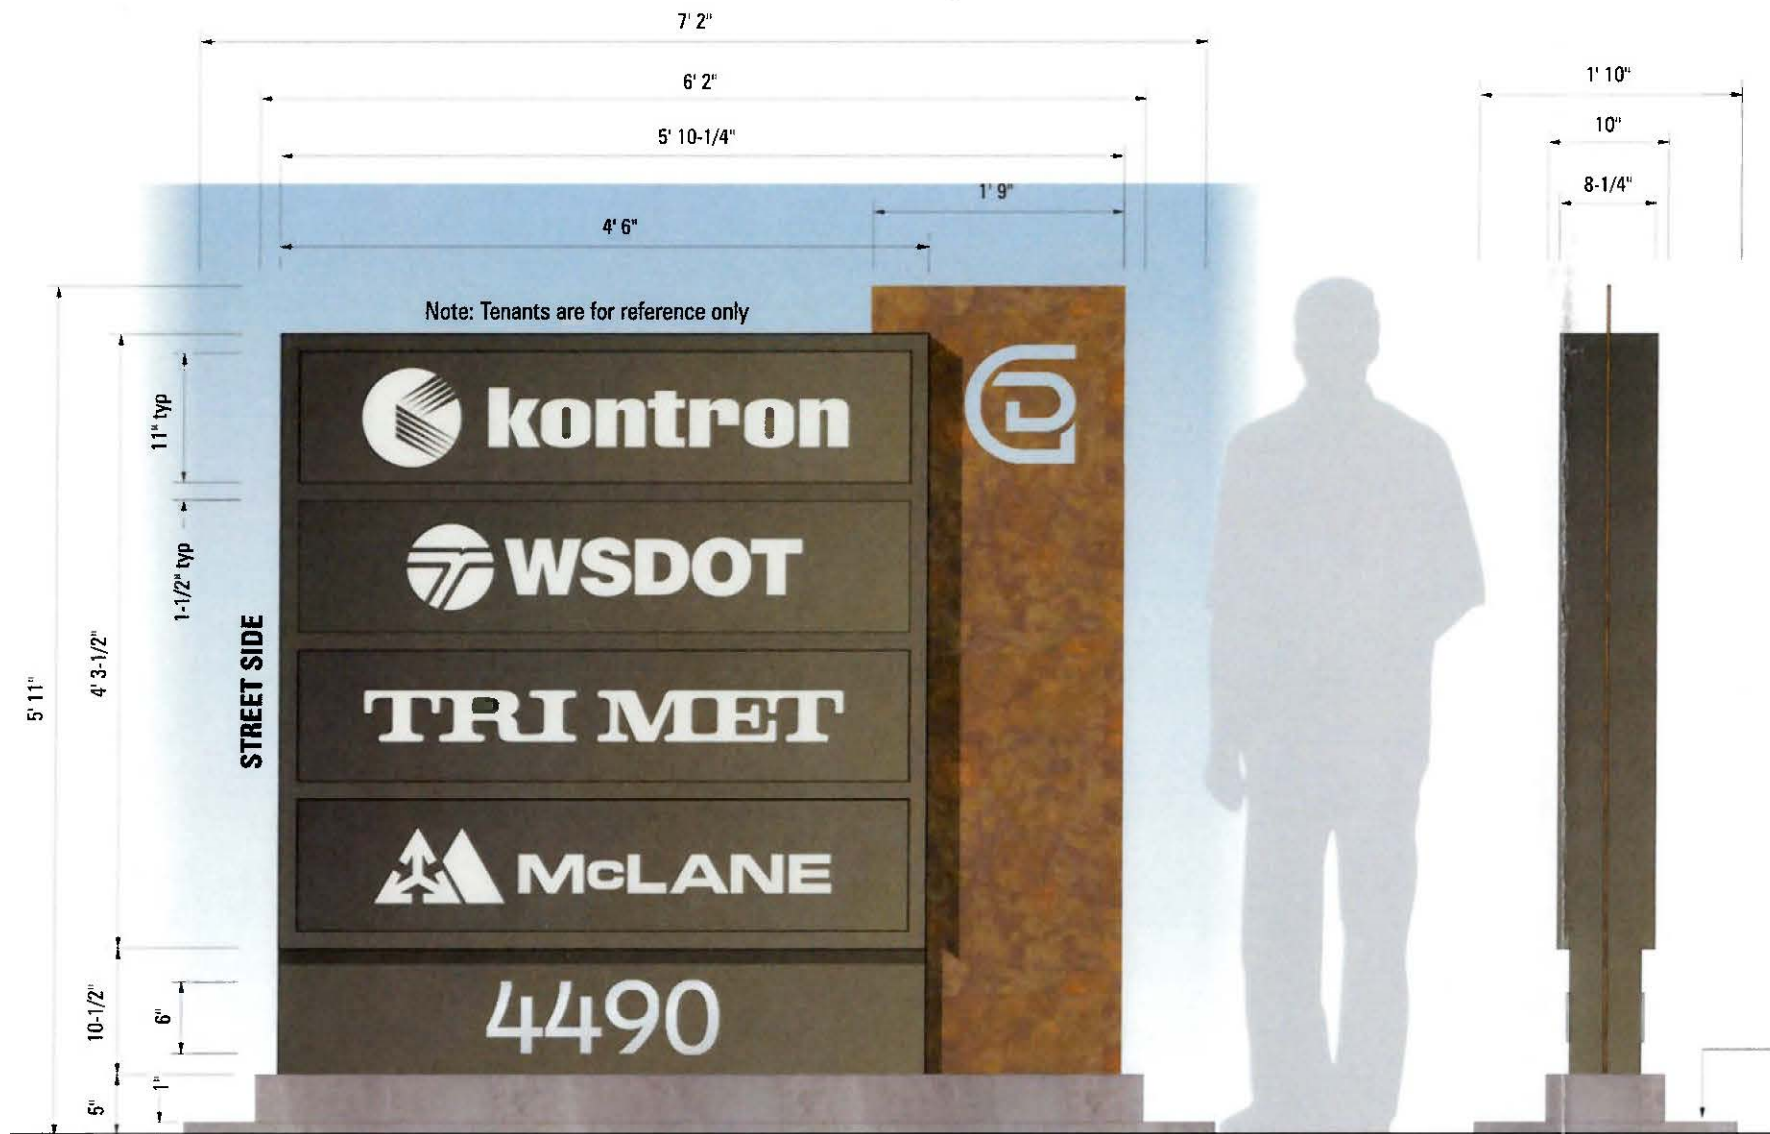 7' 2"
6' 2"
5' 10-1/4"
1' 9"
4' 6"
1' 10"
10"
8-1/4"
Note: Tenants are for reference only
kontron
WSDOT
TRI MET
McLANE
4490
STREET SIDE
11" typ
1-1/2" typ
4' 3-1/2"
5' 11"
10-1/2"
6"
1"
5"